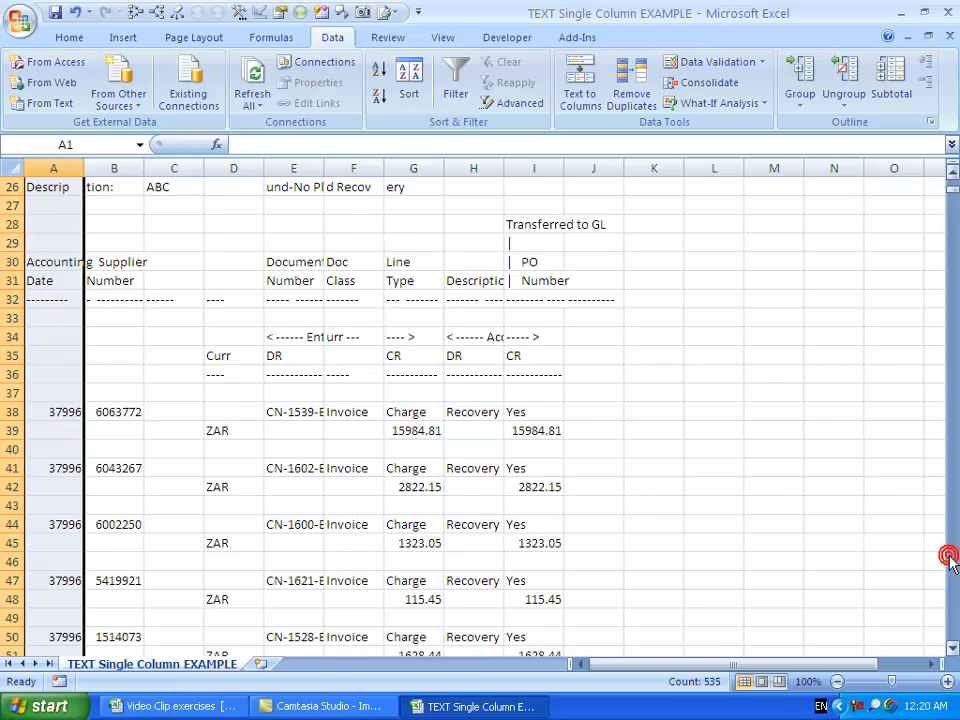 TEXT Single Column EXAMPLE - Microsoft Excel
Home Insert Page Layout Formulas Data Review View Developer Add-Ins
From Access
From Web
From Text
From Other Sources
Existing Connections
Get External Data
Refresh All
Connections
Properties
Edit Links
Connections
Sort
Filter
Clear
Reapply
Advanced
Sort & Filter
Text to Columns
Remove Duplicates
Data Validation
Consolidate
What-If Analysis
Data Tools
Group
Ungroup
Subtotal
Outline
A1 fx
A B C D E F G H I J K L M N O
26 Descrip tion: ABC und-No Pl d Recov ery
27
28 Transferred to GL
29 |
30 Accounting Supplier Document Doc Line | PO
31 Date Number Number Class Type Descriptic | Number
32 --------- - ----------- ------ ---- ----- ------- ------- --- ------- ------- ---- ------- ---- ----------
33
34 < ------ Ent urr --- ---- > < ------ Acc ----- >
35 Curr DR CR DR CR
36 ---- ------------ ----- ----------- ------------ ------------
37
38 37996 6063772 CN-1539-E Invoice Charge Recovery Yes
39 ZAR 15984.81 15984.81
40
41 37996 6043267 CN-1602-E Invoice Charge Recovery Yes
42 ZAR 2822.15 2822.15
43
44 37996 6002250 CN-1600-E Invoice Charge Recovery Yes
45 ZAR 1323.05 1323.05
46
47 37996 5419921 CN-1621-E Invoice Charge Recovery Yes
48 ZAR 115.45 115.45
49
50 37996 1514073 CN-1528-E Invoice Charge Recovery Yes
51 ZAR 1628.44 1628.44
TEXT Single Column EXAMPLE
Ready Count: 535 100%
start Video Clip exercises [... Camtasia Studio - Im... TEXT Single Column E... EN 12:20 AM